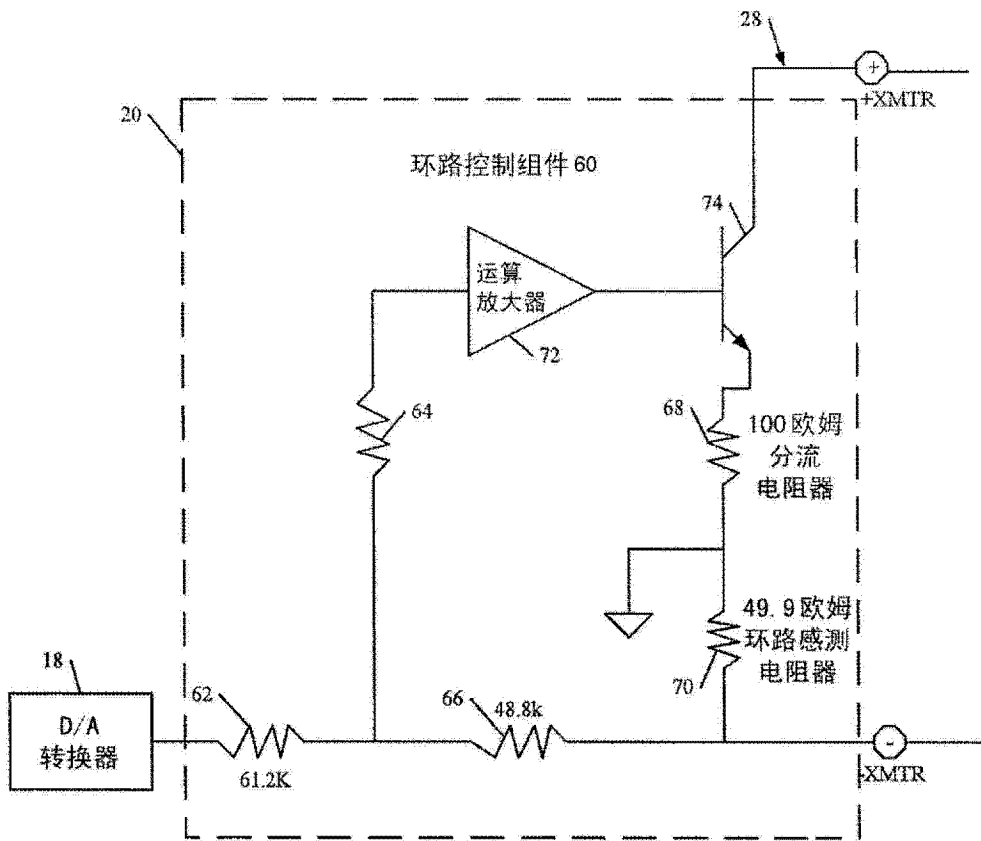 28
+
+XMTR
20
环路控制组件 60
74
运算
放大器
72
64
68
100 欧姆
分流
电阻器
49.9 欧姆
环路感测
电阻器
70
18
D/A
转换器
62
61.2K
66
48.8k
-
-XMTR